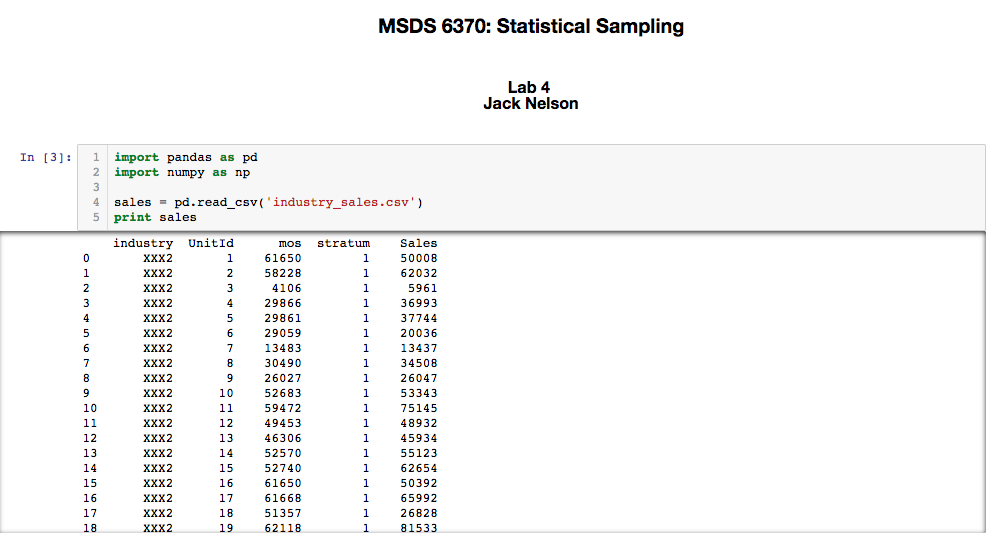 MSDS 6370: Statistical Sampling
Lab 4
Jack Nelson
In [3]:
1 import pandas as pd
2 import numpy as np
3
4 sales = pd.read_csv('industry_sales.csv')
5 print sales
industry UnitId mos stratum Sales
0 XXX2 1 61650 1 50008
1 XXX2 2 58228 1 62032
2 XXX2 3 4106 1 5961
3 XXX2 4 29866 1 36993
4 XXX2 5 29861 1 37744
5 XXX2 6 29059 1 20036
6 XXX2 7 13483 1 13437
7 XXX2 8 30490 1 34508
8 XXX2 9 26027 1 26047
9 XXX2 10 52683 1 53343
10 XXX2 11 59472 1 75145
11 XXX2 12 49453 1 48932
12 XXX2 13 46306 1 45934
13 XXX2 14 52570 1 55123
14 XXX2 15 52740 1 62654
15 XXX2 16 61650 1 50392
16 XXX2 17 61668 1 65992
17 XXX2 18 51357 1 26828
18 XXX2 19 62118 1 81533